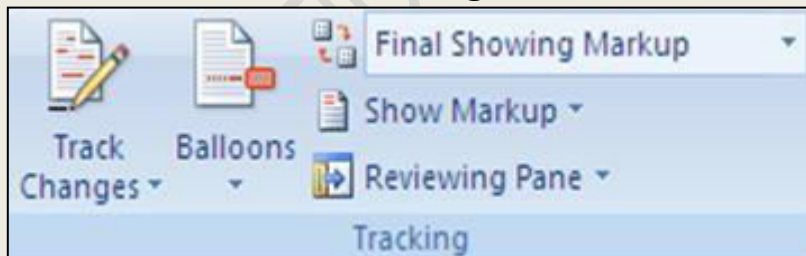 Final Showing Markup
Show Markup
Track Changes
Balloons
Reviewing Pane
Tracking